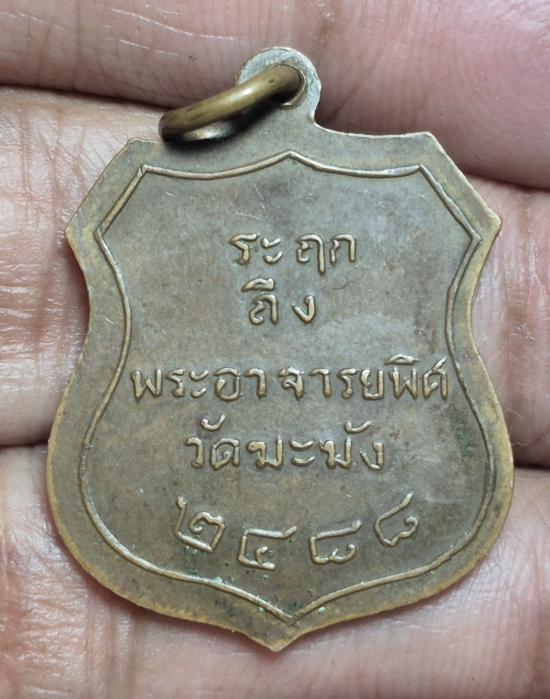 ระฤก
ถึง
พระอาจารยพิศ
วัดฆะมัง
๒๔๘๘